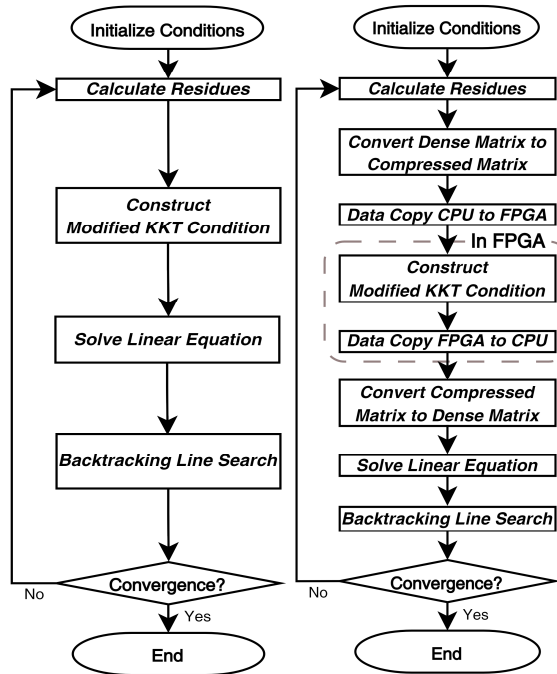 Initialize Conditions
Calculate Residues
Construct
Modified KKT Condition
Solve Linear Equation
Backtracking Line Search
Convergence?
No
Yes
End
Initialize Conditions
Calculate Residues
Convert Dense Matrix to
Compressed Matrix
Data Copy CPU to FPGA
In FPGA
Construct
Modified KKT Condition
Data Copy FPGA to CPU
Convert Compressed
Matrix to Dense Matrix
Solve Linear Equation
Backtracking Line Search
Convergence?
No
Yes
End